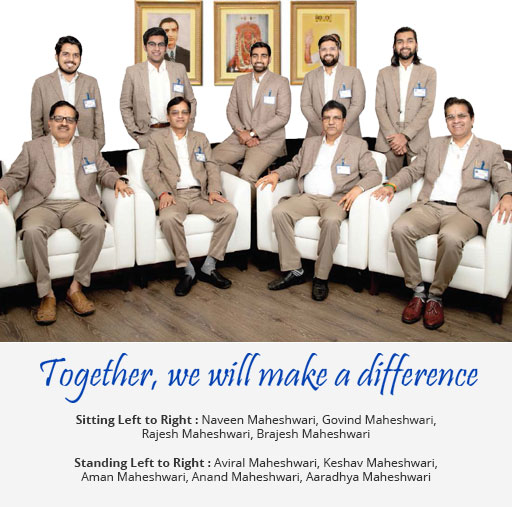 Together, we will make a difference
Sitting Left to Right : Naveen Maheshwari, Govind Maheshwari,
Rajesh Maheshwari, Brajesh Maheshwari
Standing Left to Right : Aviral Maheshwari, Keshav Maheshwari,
Aman Maheshwari, Anand Maheshwari, Aaradhya Maheshwari